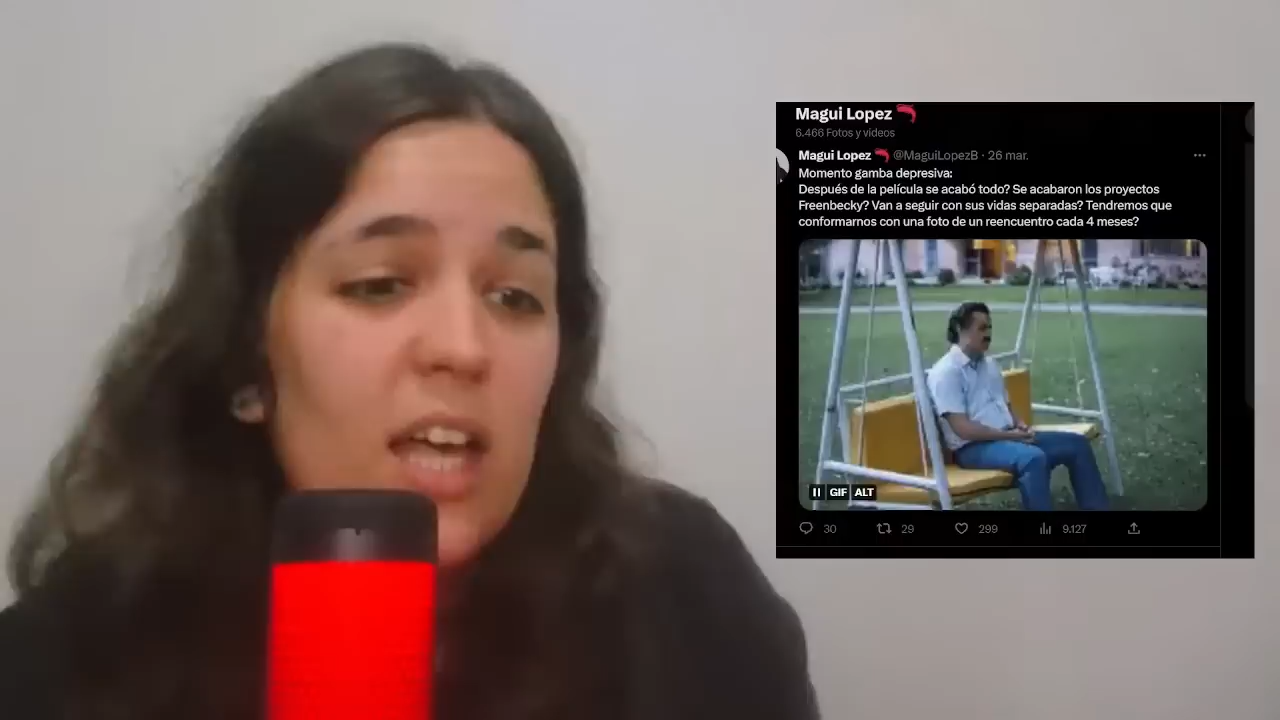 Magui Lopez 🦐
6.466 Fotos y vídeos
Magui Lopez 🦐 @MaguiLopezB · 26 mar.
Momento gamba depresiva:
Después de la película se acabó todo? Se acabaron los proyectos
Freenbecky? Van a seguir con sus vidas separadas? Tendremos que
conformarnos con una foto de un reencuentro cada 4 meses?
GIF ALT
30 29 299 9.127